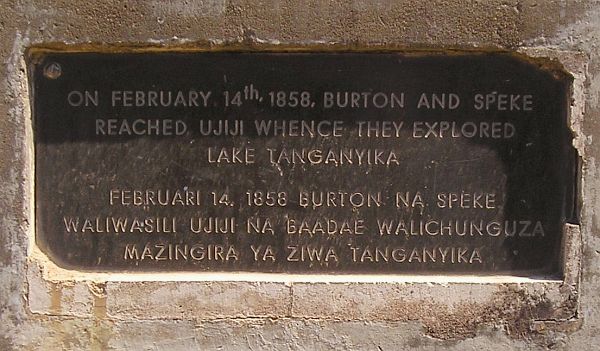 ON FEBRUARY 14th, 1858, BURTON AND SPEKE
REACHED UJIJI WHENCE THEY EXPLORED
LAKE TANGANYIKA
FEBRUARI 14, 1858 BURTON NA SPEKE
WALIWASILI UJIJI NA BAADAE WALICHUNGUZA
MAZINGIRA YA ZIWA TANGANYIKA